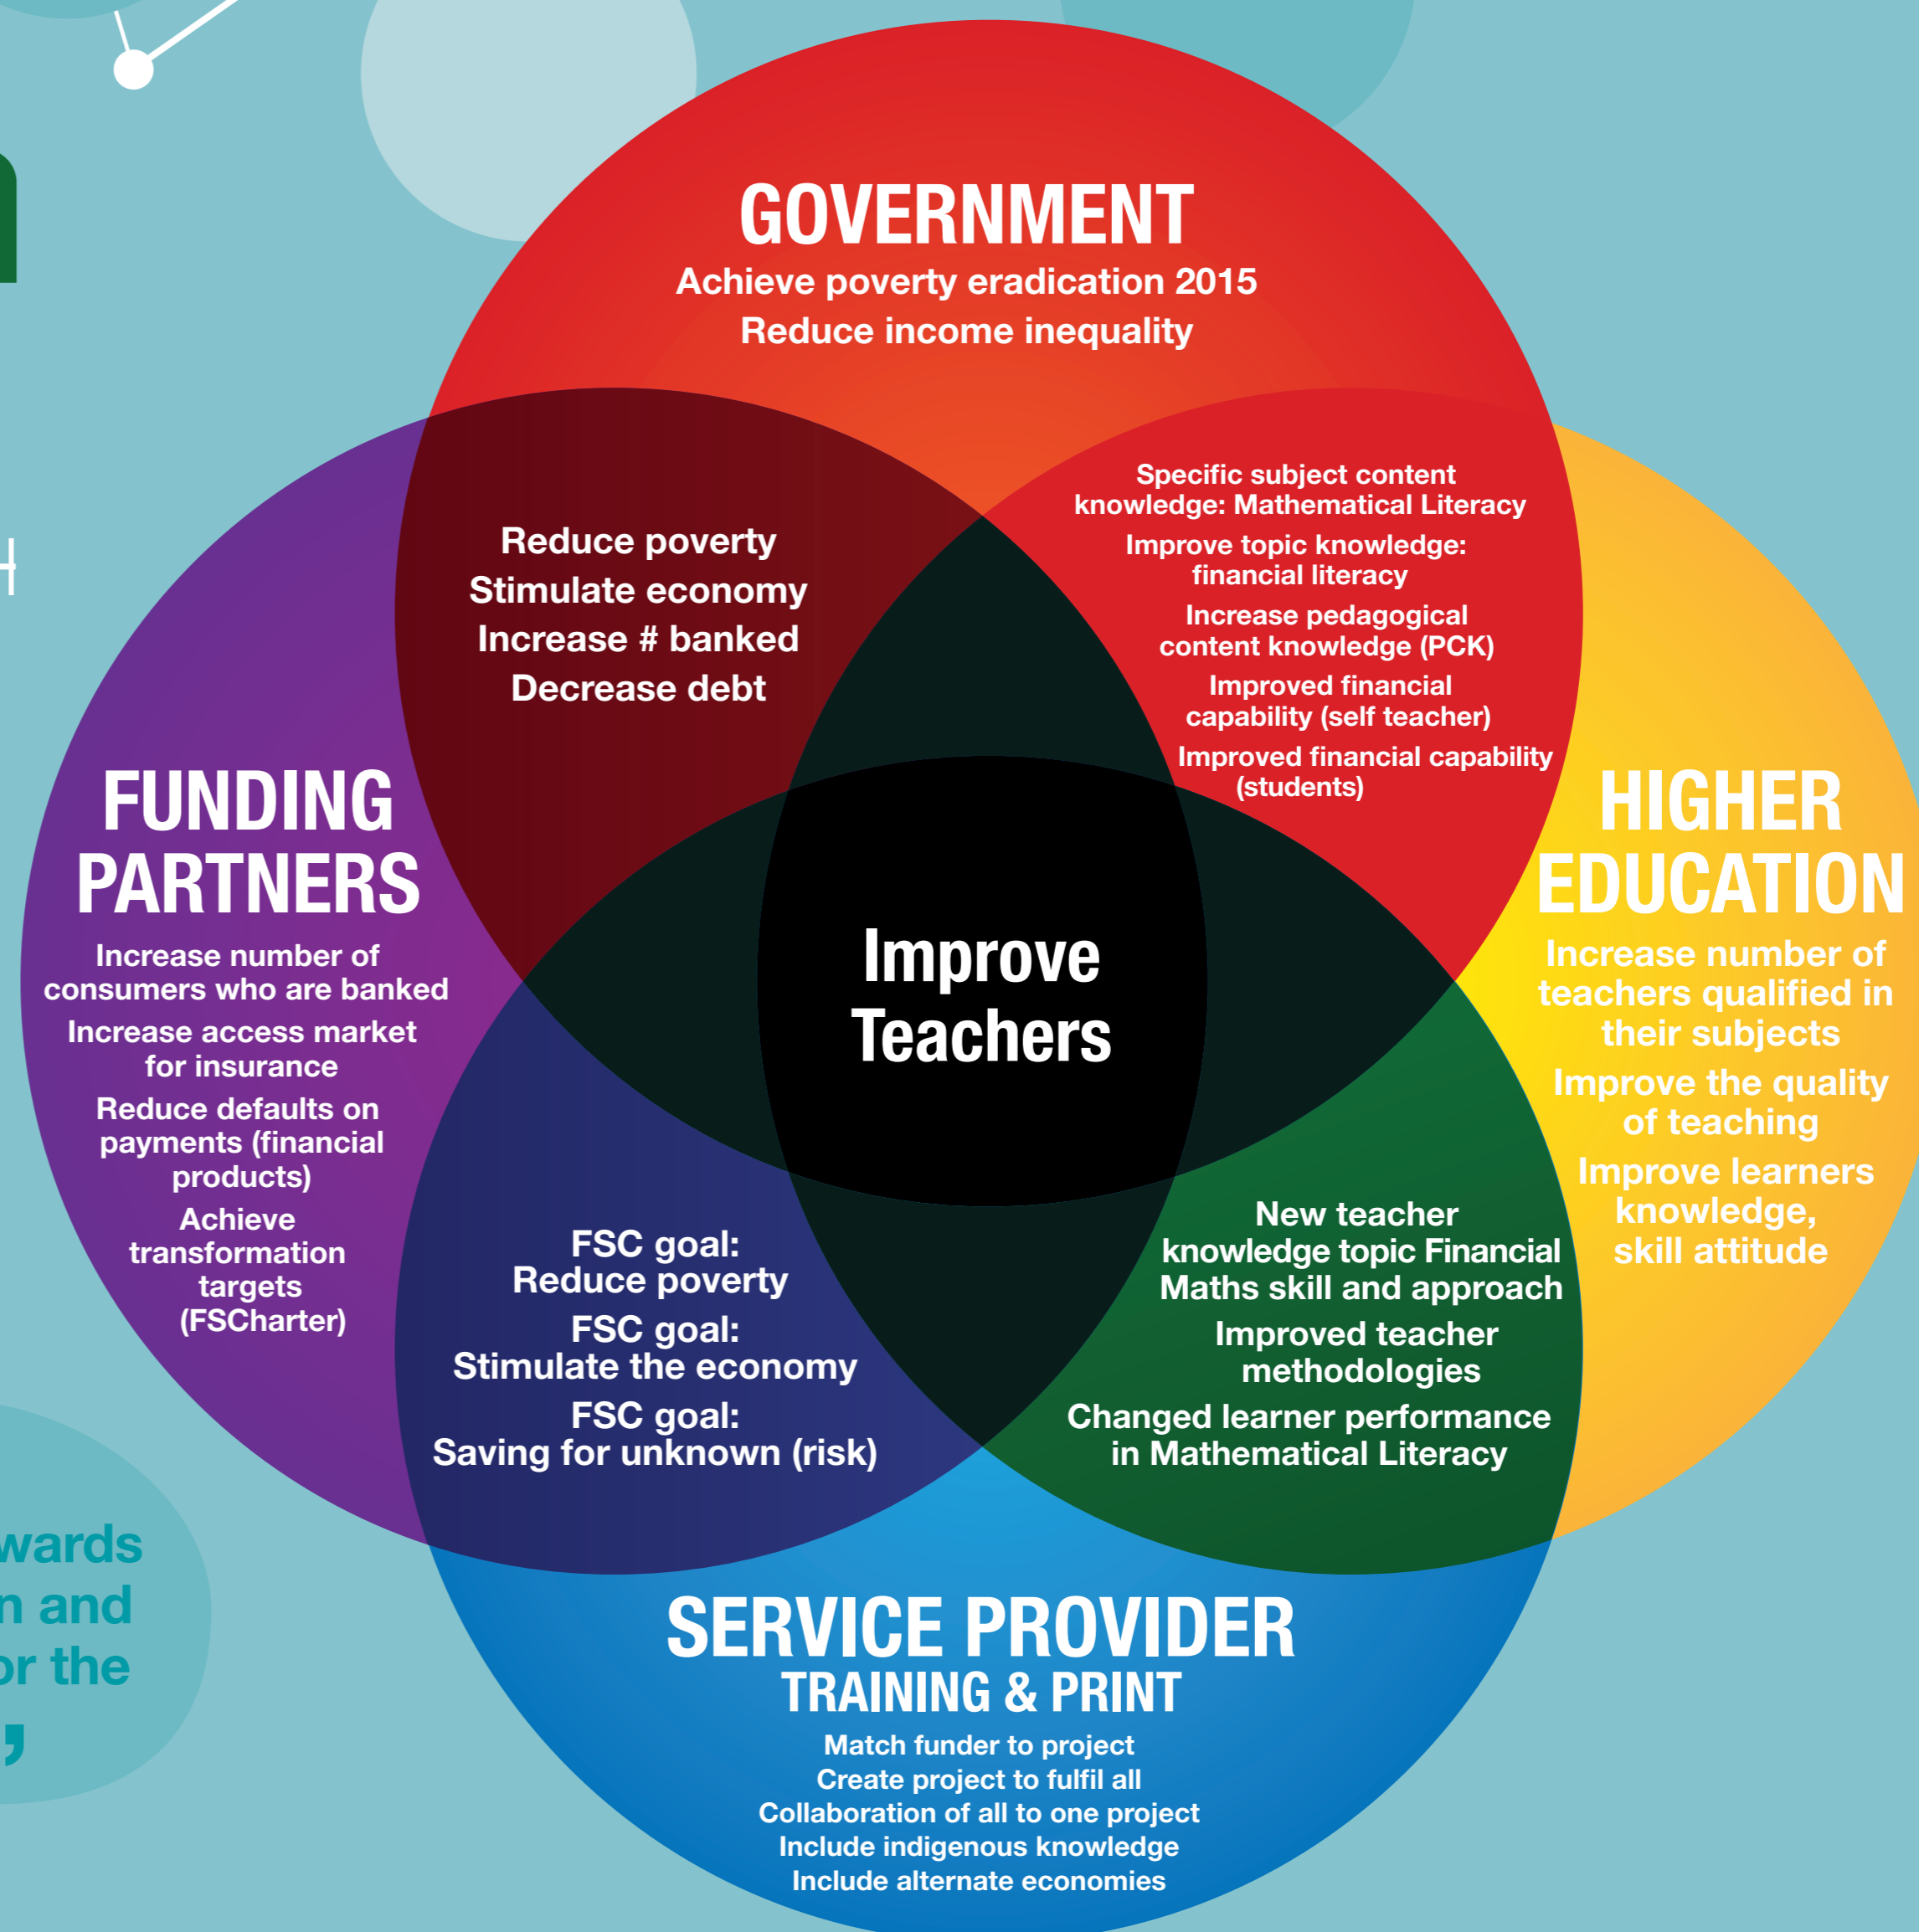 GOVERNMENT
Achieve poverty eradication 2015
Reduce income inequality
Reduce poverty
Stimulate economy
Increase # banked
Decrease debt
Specific subject content
knowledge: Mathematical Literacy
Improve topic knowledge:
financial literacy
Increase pedagogical
content knowledge (PCK)
Improved financial
capability (self teacher)
Improved financial capability
(students)
FUNDING
PARTNERS
Increase number of
consumers who are banked
Increase access market
for insurance
Reduce defaults on
payments (financial
products)
Achieve
transformation
targets
(FSCharter)
Improve
Teachers
HIGHER
EDUCATION
Increase number of
teachers qualified in
their subjects
Improve the quality
of teaching
Improve learners
knowledge,
skill attitude
FSC goal:
Reduce poverty
FSC goal:
Stimulate the economy
FSC goal:
Saving for unknown (risk)
New teacher
knowledge topic Financial
Maths skill and approach
Improved teacher
methodologies
Changed learner performance
in Mathematical Literacy
SERVICE PROVIDER
TRAINING & PRINT
Match funder to project
Create project to fulfil all
Collaboration of all to one project
Include indigenous knowledge
Include alternate economies
wards
n and
or the